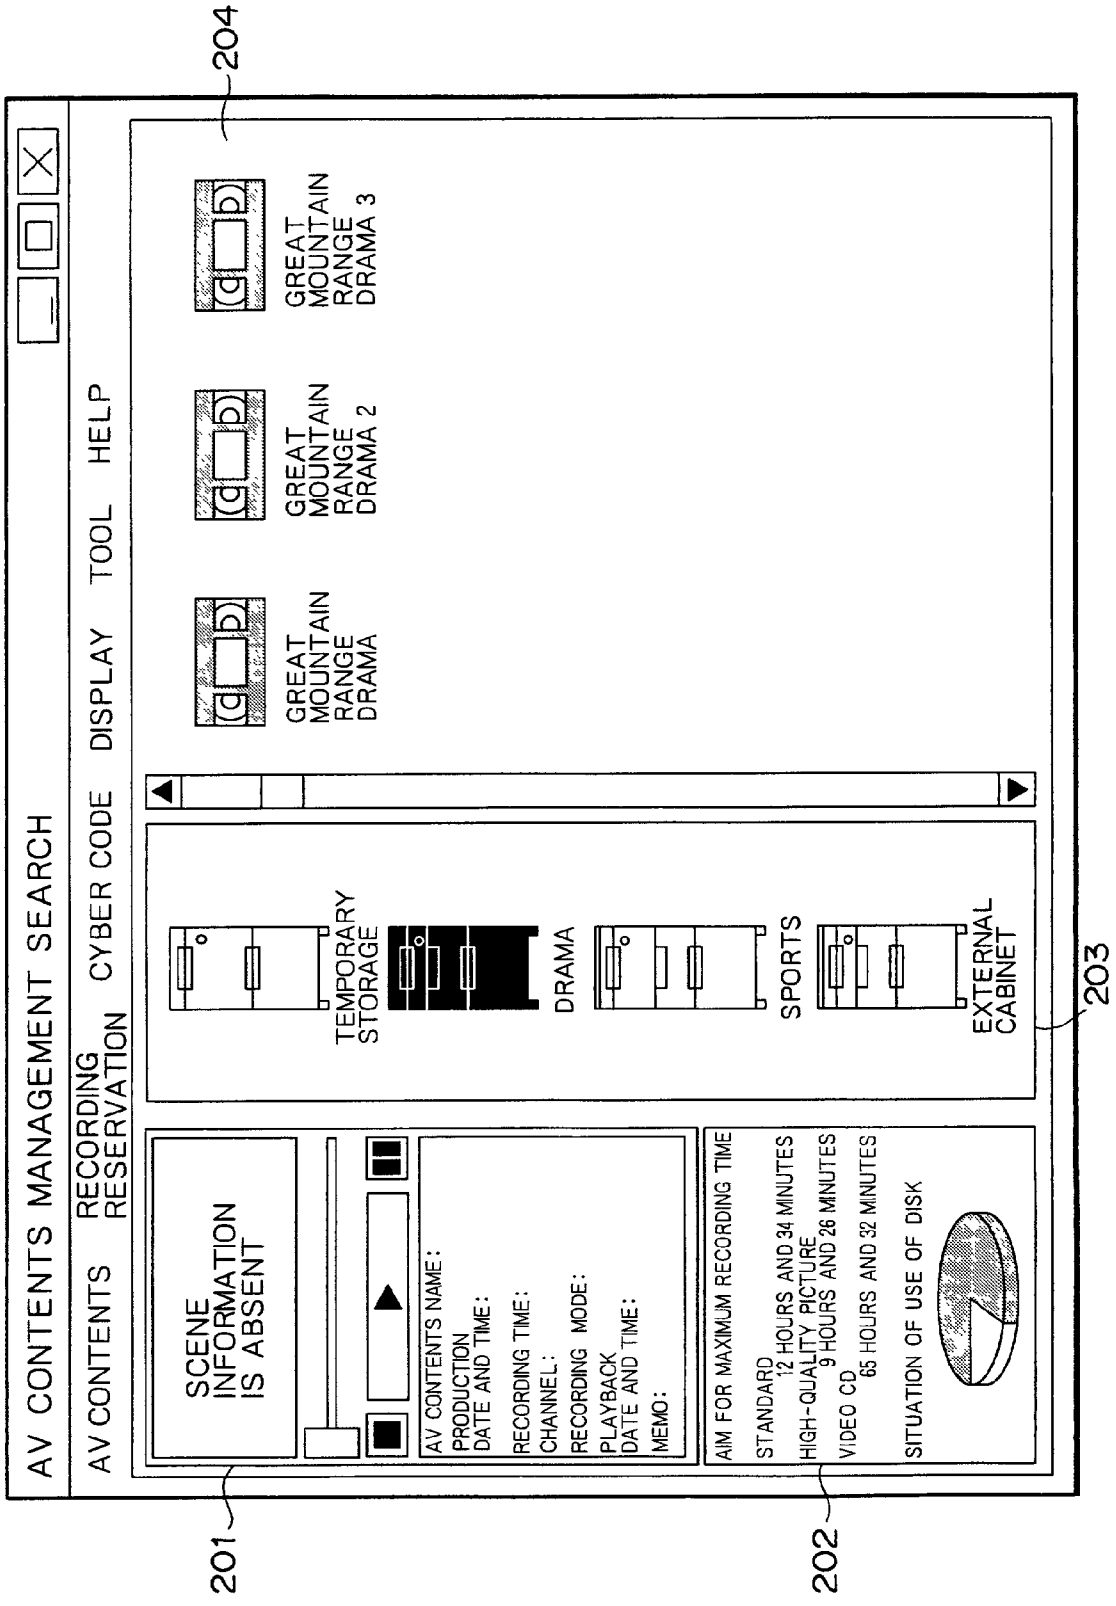 AV CONTENTS MANAGEMENT SEARCH
AV CONTENTS
RECORDING
RESERVATION
CYBER CODE
DISPLAY
TOOL
HELP
201
SCENE
INFORMATION
IS ABSENT
AV CONTENTS NAME:
PRODUCTION
DATE AND TIME:
RECORDING TIME:
CHANNEL:
RECORDING MODE:
PLAYBACK
DATE AND TIME:
MEMO:
202
AIM FOR MAXIMUM RECORDING TIME
STANDARD
12 HOURS AND 34 MINUTES
HIGH-QUALITY PICTURE
9 HOURS AND 26 MINUTES
VIDEO CD
65 HOURS AND 32 MINUTES
SITUATION OF USE OF DISK
TEMPORARY
STORAGE
DRAMA
SPORTS
EXTERNAL
CABINET
203
GREAT
MOUNTAIN
RANGE
DRAMA
GREAT
MOUNTAIN
RANGE
DRAMA 2
GREAT
MOUNTAIN
RANGE
DRAMA 3
204